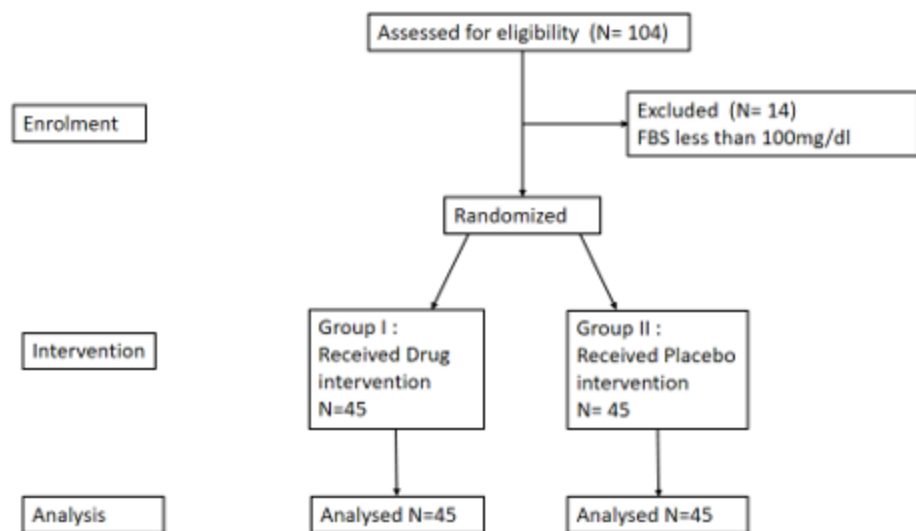 Assessed for eligibility (N= 104)
Enrolment
Excluded (N= 14)
FBS less than 100mg/dl
Randomized
Intervention
Group I :
Received Drug
intervention
N=45
Group II :
Received Placebo
intervention
N= 45
Analysis
Analysed N=45
Analysed N=45